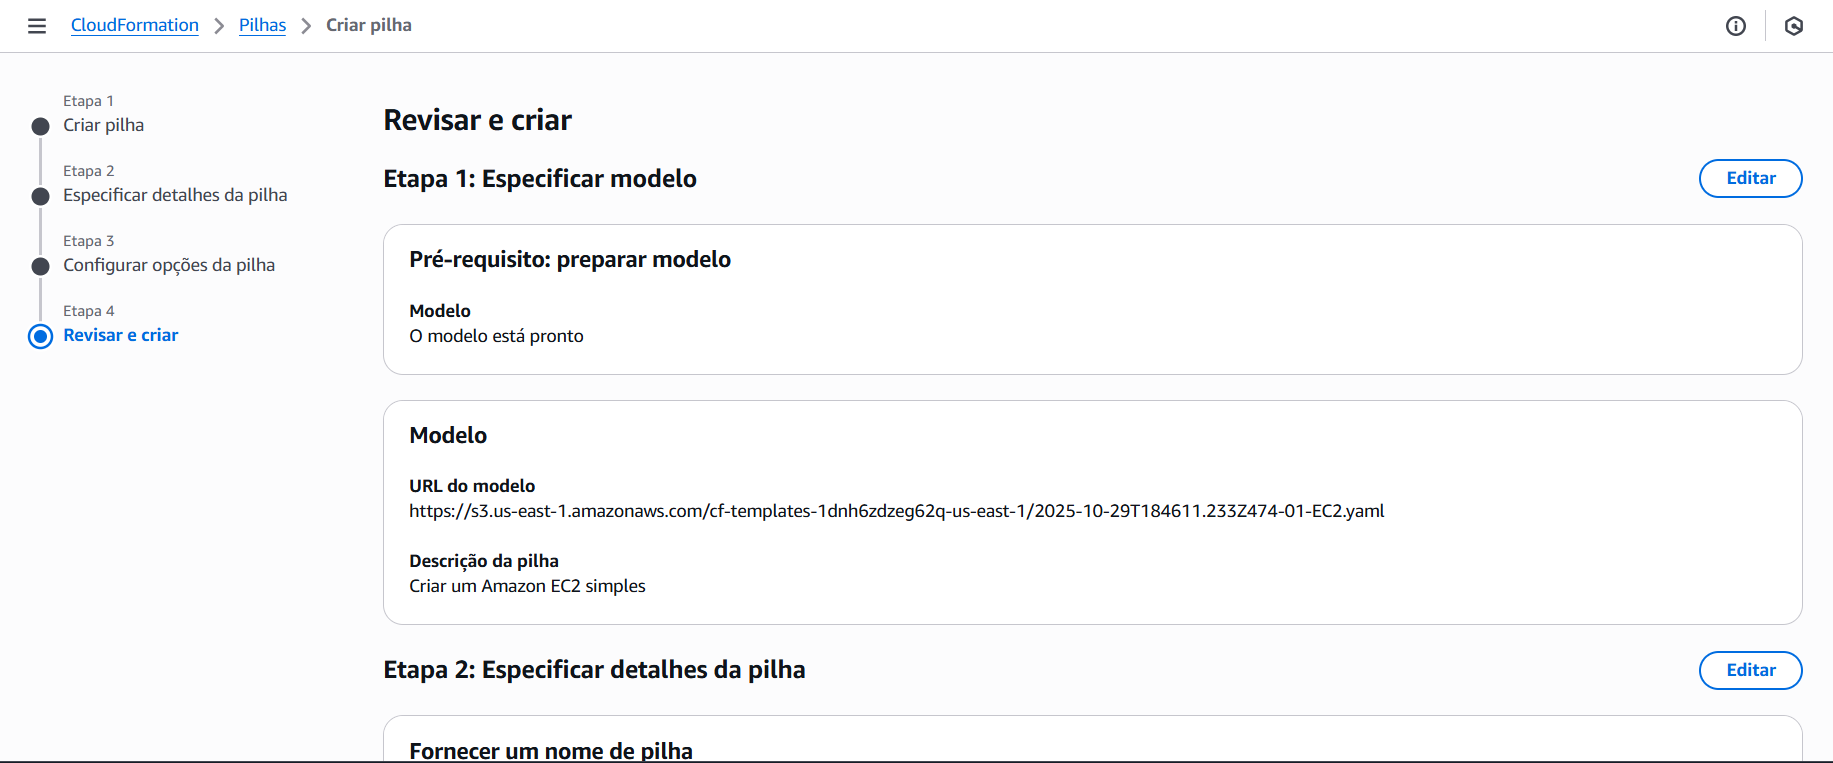 CloudFormation > Pilhas > Criar pilha
Etapa 1
Criar pilha
Etapa 2
Especificar detalhes da pilha
Etapa 3
Configurar opções da pilha
Etapa 4
Revisar e criar
Revisar e criar
Etapa 1: Especificar modelo
Editar
Pré-requisito: preparar modelo
Modelo
O modelo está pronto
Modelo
URL do modelo
https://s3.us-east-1.amazonaws.com/cf-templates-1dnh6zdzeg62q-us-east-1/2025-10-29T184611.233Z474-01-EC2.yaml
Descrição da pilha
Criar um Amazon EC2 simples
Etapa 2: Especificar detalhes da pilha
Editar
Fornecer um nome de pilha